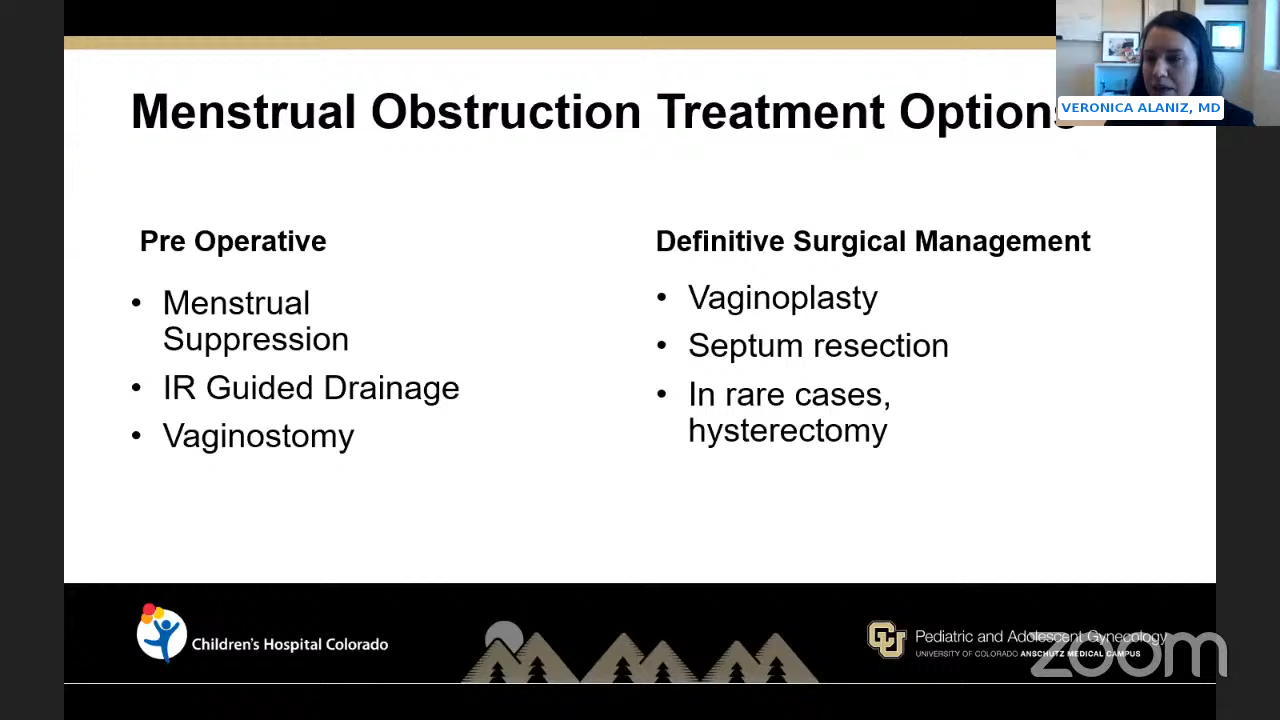 VERONICA ALANIZ, MD
Menstrual Obstruction Treatment Options
Pre Operative
• Menstrual
Suppression
• IR Guided Drainage
• Vaginostomy
Definitive Surgical Management
• Vaginoplasty
• Septum resection
• In rare cases,
hysterectomy
Children's Hospital Colorado
CU
Pediatric and Adolescent Gynecology
UNIVERSITY OF COLORADO ANSCHUTZ MEDICAL CAMPUS
zoom